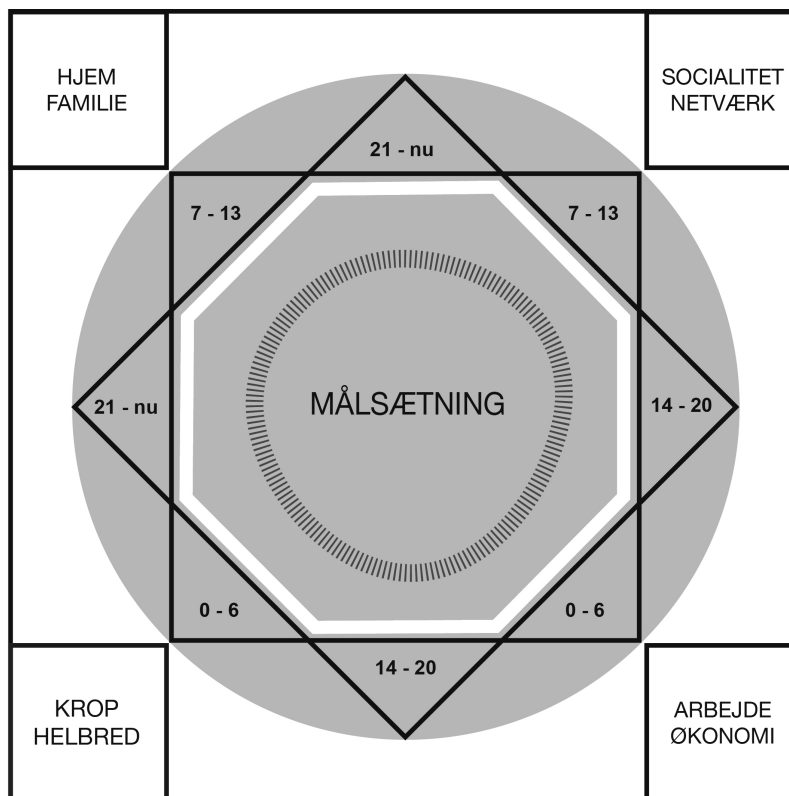 HJEM
FAMILIE
SOCIALITET
NETVÆRK
21 - nu
7 - 13
7 - 13
MÅLSÆTNING
21 - nu
14 - 20
0 - 6
0 - 6
14 - 20
KROP
HELBRED
ARBEJDE
ØKONOMI